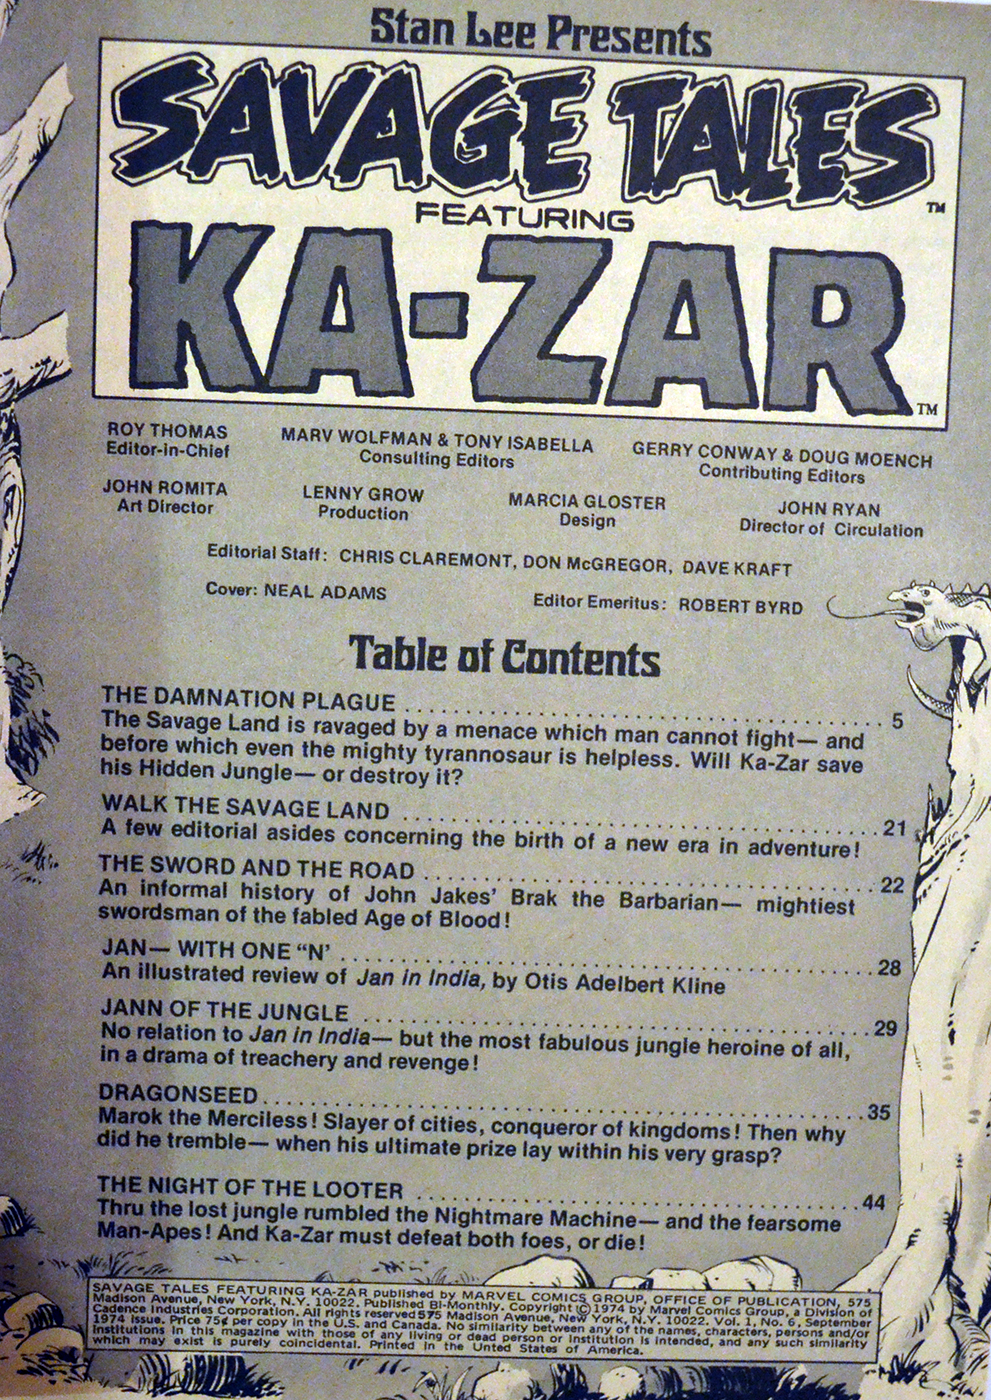 Stan Lee Presents
SAVAGE TALES™
FEATURING
KA-ZAR™
ROY THOMAS
Editor-in-Chief
MARV WOLFMAN & TONY ISABELLA
Consulting Editors
GERRY CONWAY & DOUG MOENCH
Contributing Editors
JOHN ROMITA
Art Director
LENNY GROW
Production
MARCIA GLOSTER
Design
JOHN RYAN
Director of Circulation
Editorial Staff: CHRIS CLAREMONT, DON McGREGOR, DAVE KRAFT
Cover: NEAL ADAMS
Editor Emeritus: ROBERT BYRD
Table of Contents
THE DAMNATION PLAGUE . . . . . . . . . . . . . . . . . . . . . . . . . . . . . . 5
The Savage Land is ravaged by a menace which man cannot fight— and
before which even the mighty tyrannosaur is helpless. Will Ka-Zar save
his Hidden Jungle— or destroy it?
WALK THE SAVAGE LAND . . . . . . . . . . . . . . . . . . . . . . . . . . . . . . 21
A few editorial asides concerning the birth of a new era in adventure!
THE SWORD AND THE ROAD . . . . . . . . . . . . . . . . . . . . . . . . . . . . . . 22
An informal history of John Jakes' Brak the Barbarian— mightiest
swordsman of the fabled Age of Blood!
JAN— WITH ONE “N’ . . . . . . . . . . . . . . . . . . . . . . . . . . . . . . 28
An illustrated review of Jan in India, by Otis Adelbert Kline
JANN OF THE JUNGLE . . . . . . . . . . . . . . . . . . . . . . . . . . . . . . 29
No relation to Jan in India— but the most fabulous jungle heroine of all,
in a drama of treachery and revenge!
DRAGONSEED . . . . . . . . . . . . . . . . . . . . . . . . . . . . . . 35
Marok the Merciless! Slayer of cities, conqueror of kingdoms! Then why
did he tremble— when his ultimate prize lay within his very grasp?
THE NIGHT OF THE LOOTER . . . . . . . . . . . . . . . . . . . . . . . . . . . . . . 44
Thru the lost jungle rumbled the Nightmare Machine— and the fearsome
Man-Apes! And Ka-Zar must defeat both foes, or die!
SAVAGE TALES FEATURING KA-ZAR published by MARVEL COMICS GROUP, OFFICE OF PUBLICATION, 575
Madison Avenue, New York, N.Y. 10022. Published Bi-Monthly. Copyright © 1974 by Marvel Comics Group, a Division of
Cadence Industries Corporation. All rights reserved 575 Madison Avenue, New York, N.Y. 10022. Vol. 1, No. 6, September
1974 issue. Price 75¢ per copy in the U.S. and Canada. No similarity between any of the names, characters, persons and/or
institutions in this magazine with those of any living or dead person or institution is intended, and any such similarity
which may exist is purely coincidental. Printed in the United States of America.